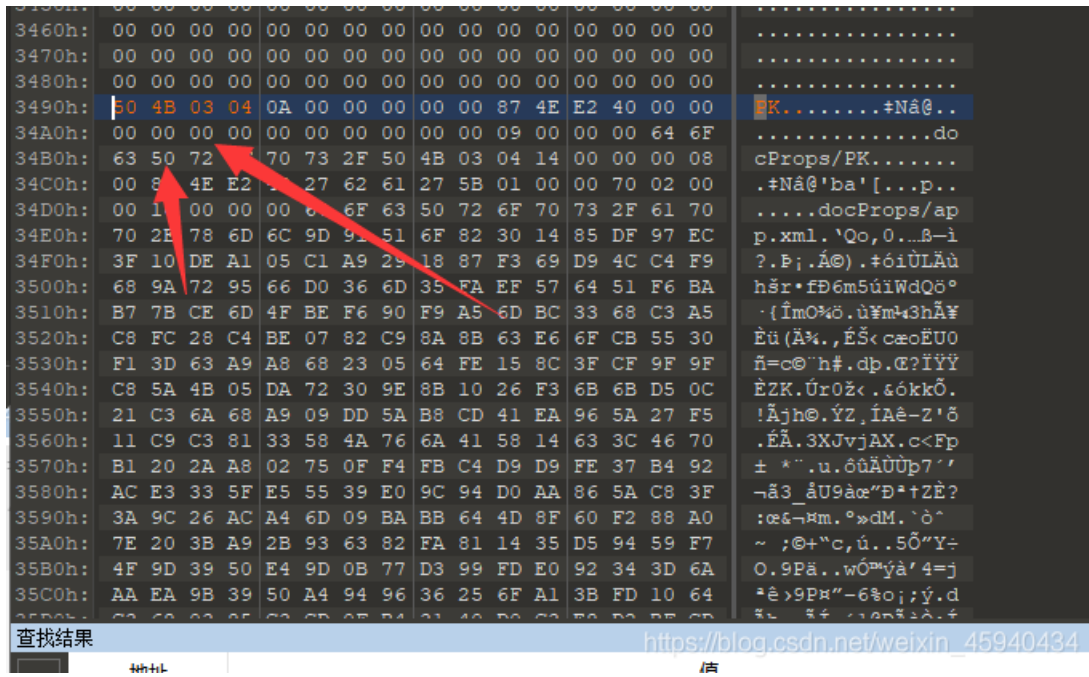 3460h: 00 00 00 00 00 00 00 00 00 00 00 00 00 00 00 00 ................
3470h: 00 00 00 00 00 00 00 00 00 00 00 00 00 00 00 00 ................
3480h: 00 00 00 00 00 00 00 00 00 00 00 00 00 00 00 00 ................
3490h: 50 4B 03 04 0A 00 00 00 00 00 87 4E E2 40 00 00 PK........‡Nâ@..
34A0h: 00 00 00 00 00 00 00 00 00 00 09 00 00 00 64 6F ..............do
34B0h: 63 50 72 70 73 2F 50 4B 03 04 14 00 00 00 08 cProps/PK.......
34C0h: 00 4E E2 27 62 61 27 5B 01 00 00 70 02 00 .‡Nâ@'ba'[...p..
34D0h: 00 00 00 00 6F 63 50 72 6F 70 73 2F 61 70 .....docProps/ap
34E0h: 70 2E 78 6D 6C 9D 91 51 6F 82 30 14 85 DF 97 EC p.xml.‘Qo‚0.…ß—ì
34F0h: 3F 10 DE A1 05 C1 A9 29 18 87 F3 69 D9 4C C4 F9 ?.Þ¡.Á©).‡óiÙLÄù
3500h: 68 9A 72 95 66 D0 36 6D 35 FA EF 57 64 51 F6 BA hšr•fÐ6m5úïWdQöº
3510h: B7 7B CE 6D 4F BE F6 90 F9 A5 6D BC 33 68 C3 A5 ·{ÎmO¾ö.ù¥m¼3hÃ¥
3520h: C8 FC 28 C4 BE 07 82 C9 8A 8B 63 E6 6F CB 55 30 Èü(Ä¾.‚ÉŠ‹cæoËU0
3530h: F1 3D 63 A9 A8 68 23 05 64 FE 15 8C 3F CF 9F 9F ñ=c©¨h#.dþ.Œ?ÏŸŸ
3540h: C8 5A 4B 05 DA 72 30 9E 8B 10 26 F3 6B 6B D5 0C ÈZK.Úr0ž‹.&ókkÕ.
3550h: 21 C3 6A 68 A9 09 DD 5A B8 CD 41 EA 96 5A 27 F5 !Ãjh©.ÝZ¸ÍAê–Z'õ
3560h: 11 C9 C3 81 33 58 4A 76 6A 41 58 14 63 3C 46 70 .ÉÃ.3XJvjAX.c<Fp
3570h: B1 20 2A A8 02 75 0F F4 FB C4 D9 D9 FE 37 B4 92 ± *¨.u.ôûÄÙÙþ7´’
3580h: AC E3 33 5F E5 55 39 E0 9C 94 D0 AA 86 5A C8 3F ¬ã3_åU9àœ”Ðª†ZÈ?
3590h: 3A 9C 26 AC A4 6D 09 BA BB 64 4D 8F 60 F2 88 A0 :œ&¬¤m.º»dM.`òˆ
35A0h: 7E 20 3B A9 2B 93 63 82 FA 81 14 35 D5 94 59 F7 ~ ;©+“c‚ú..5Õ”Y÷
35B0h: 4F 9D 39 50 E4 9D 0B 77 D3 99 FD E0 92 34 3D 6A O.9Pä..wÓ™ýà’4=j
35C0h: AA EA 9B 39 50 A4 94 96 36 25 6F A1 3B FD 10 64 ªê›9P¤”–6%o¡;ý.d
查找结果
https://blog.csdn.net/weixin_45940434
地址 值